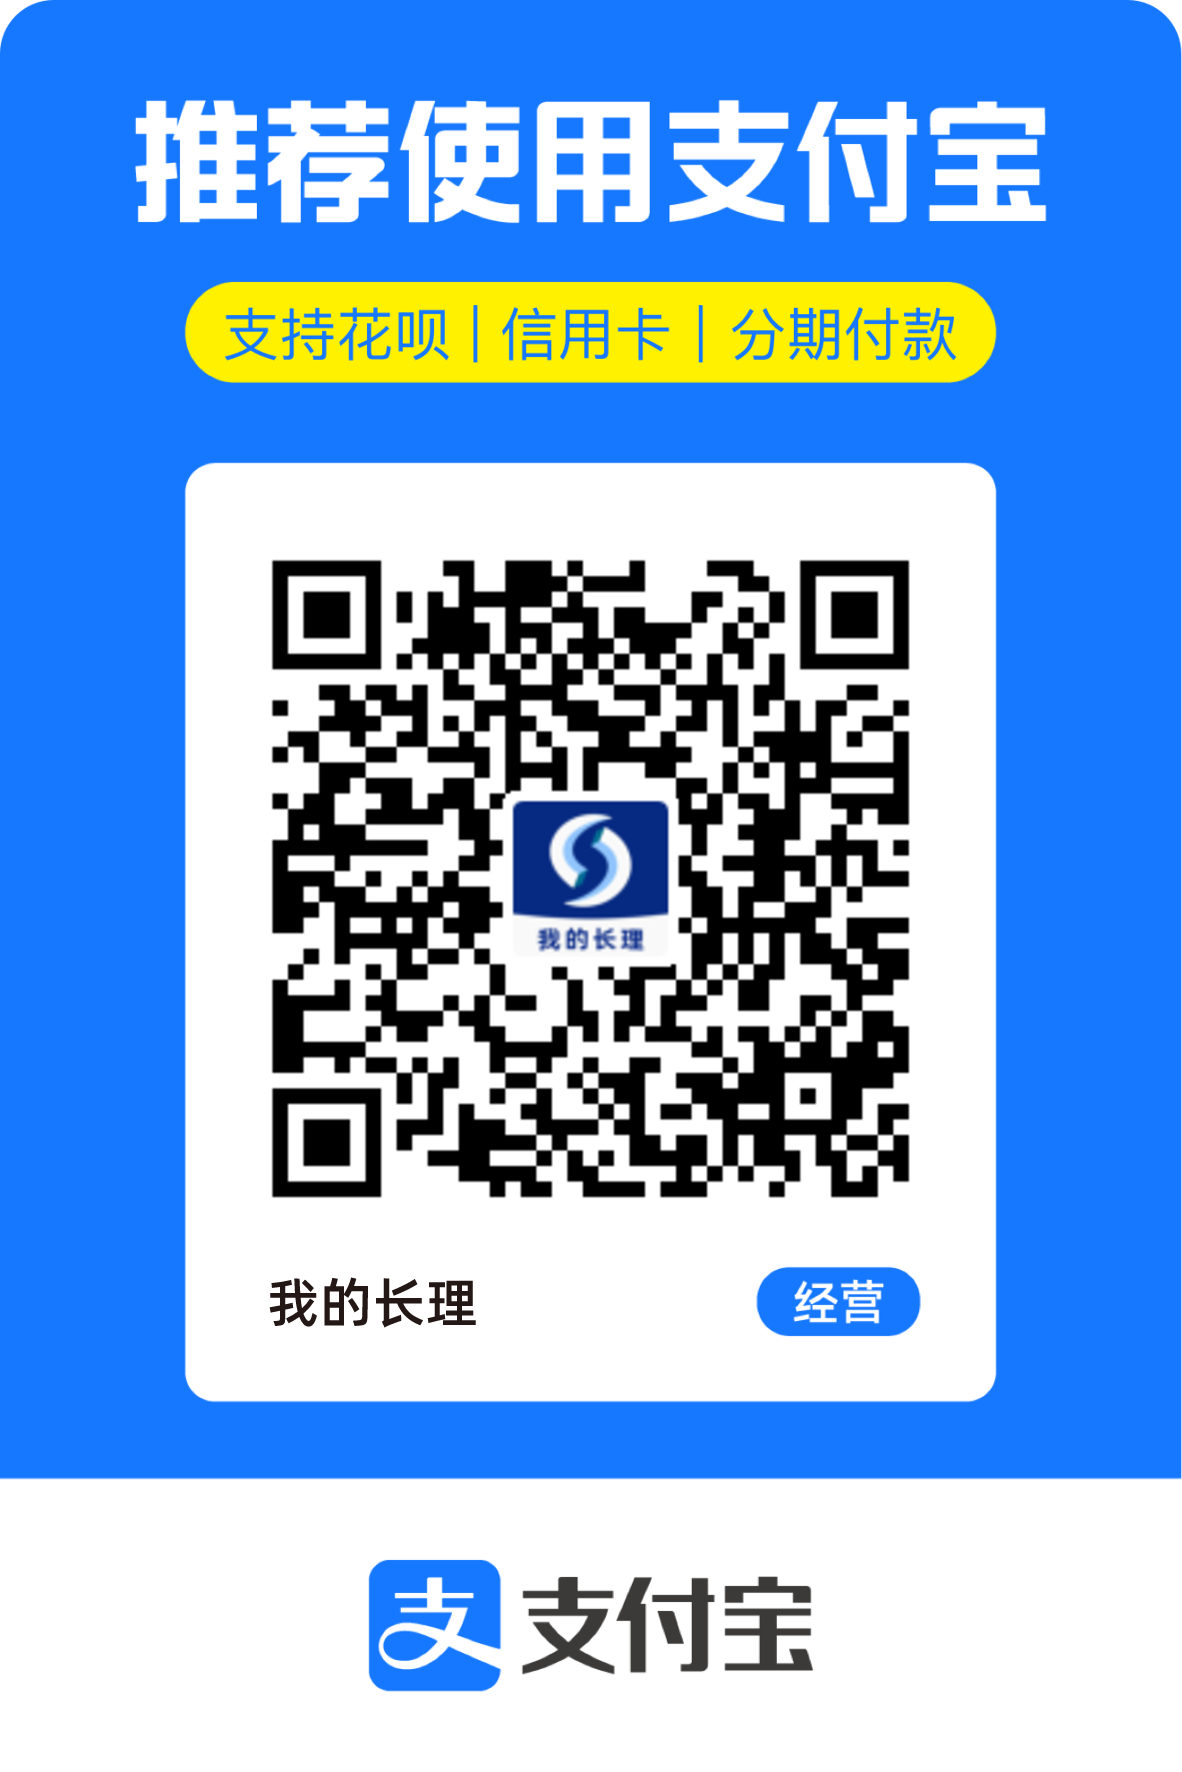 推荐使用支付宝
支持花呗|信用卡|分期付款
我的长理
我的长理 经营
支 支付宝